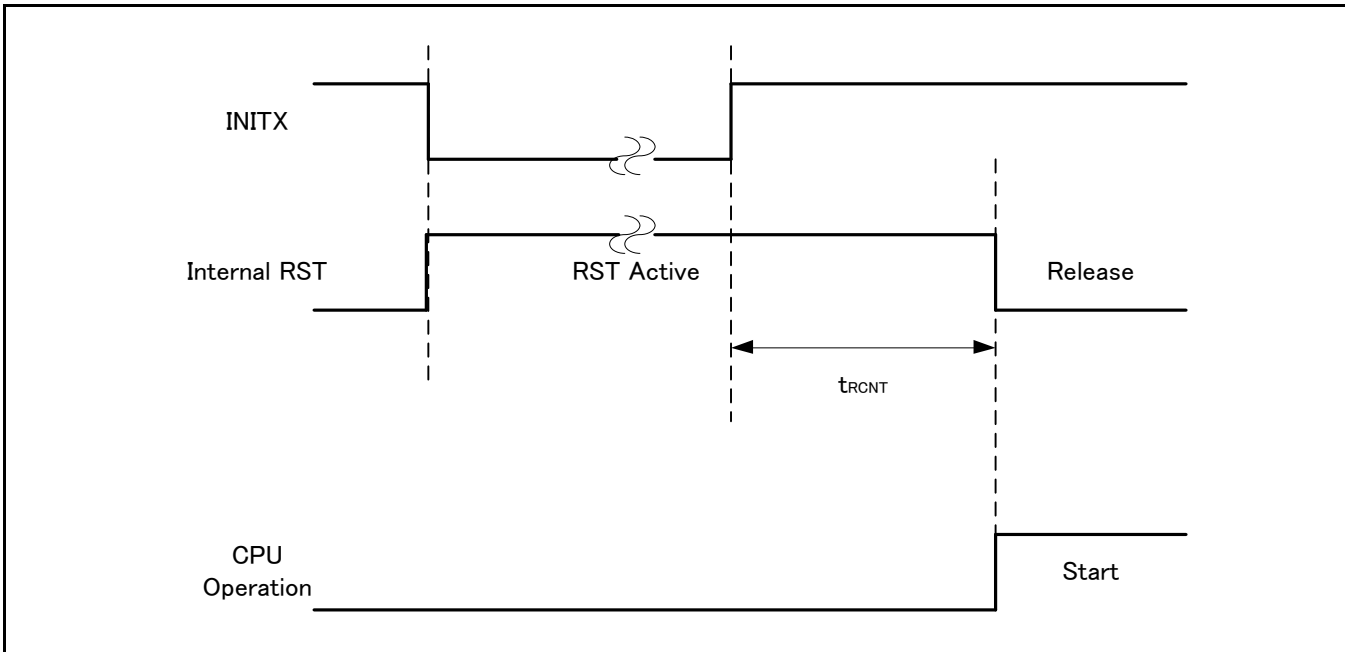 INITX
Internal RST
RST Active
Release
tRCNT
CPU
Operation
Start